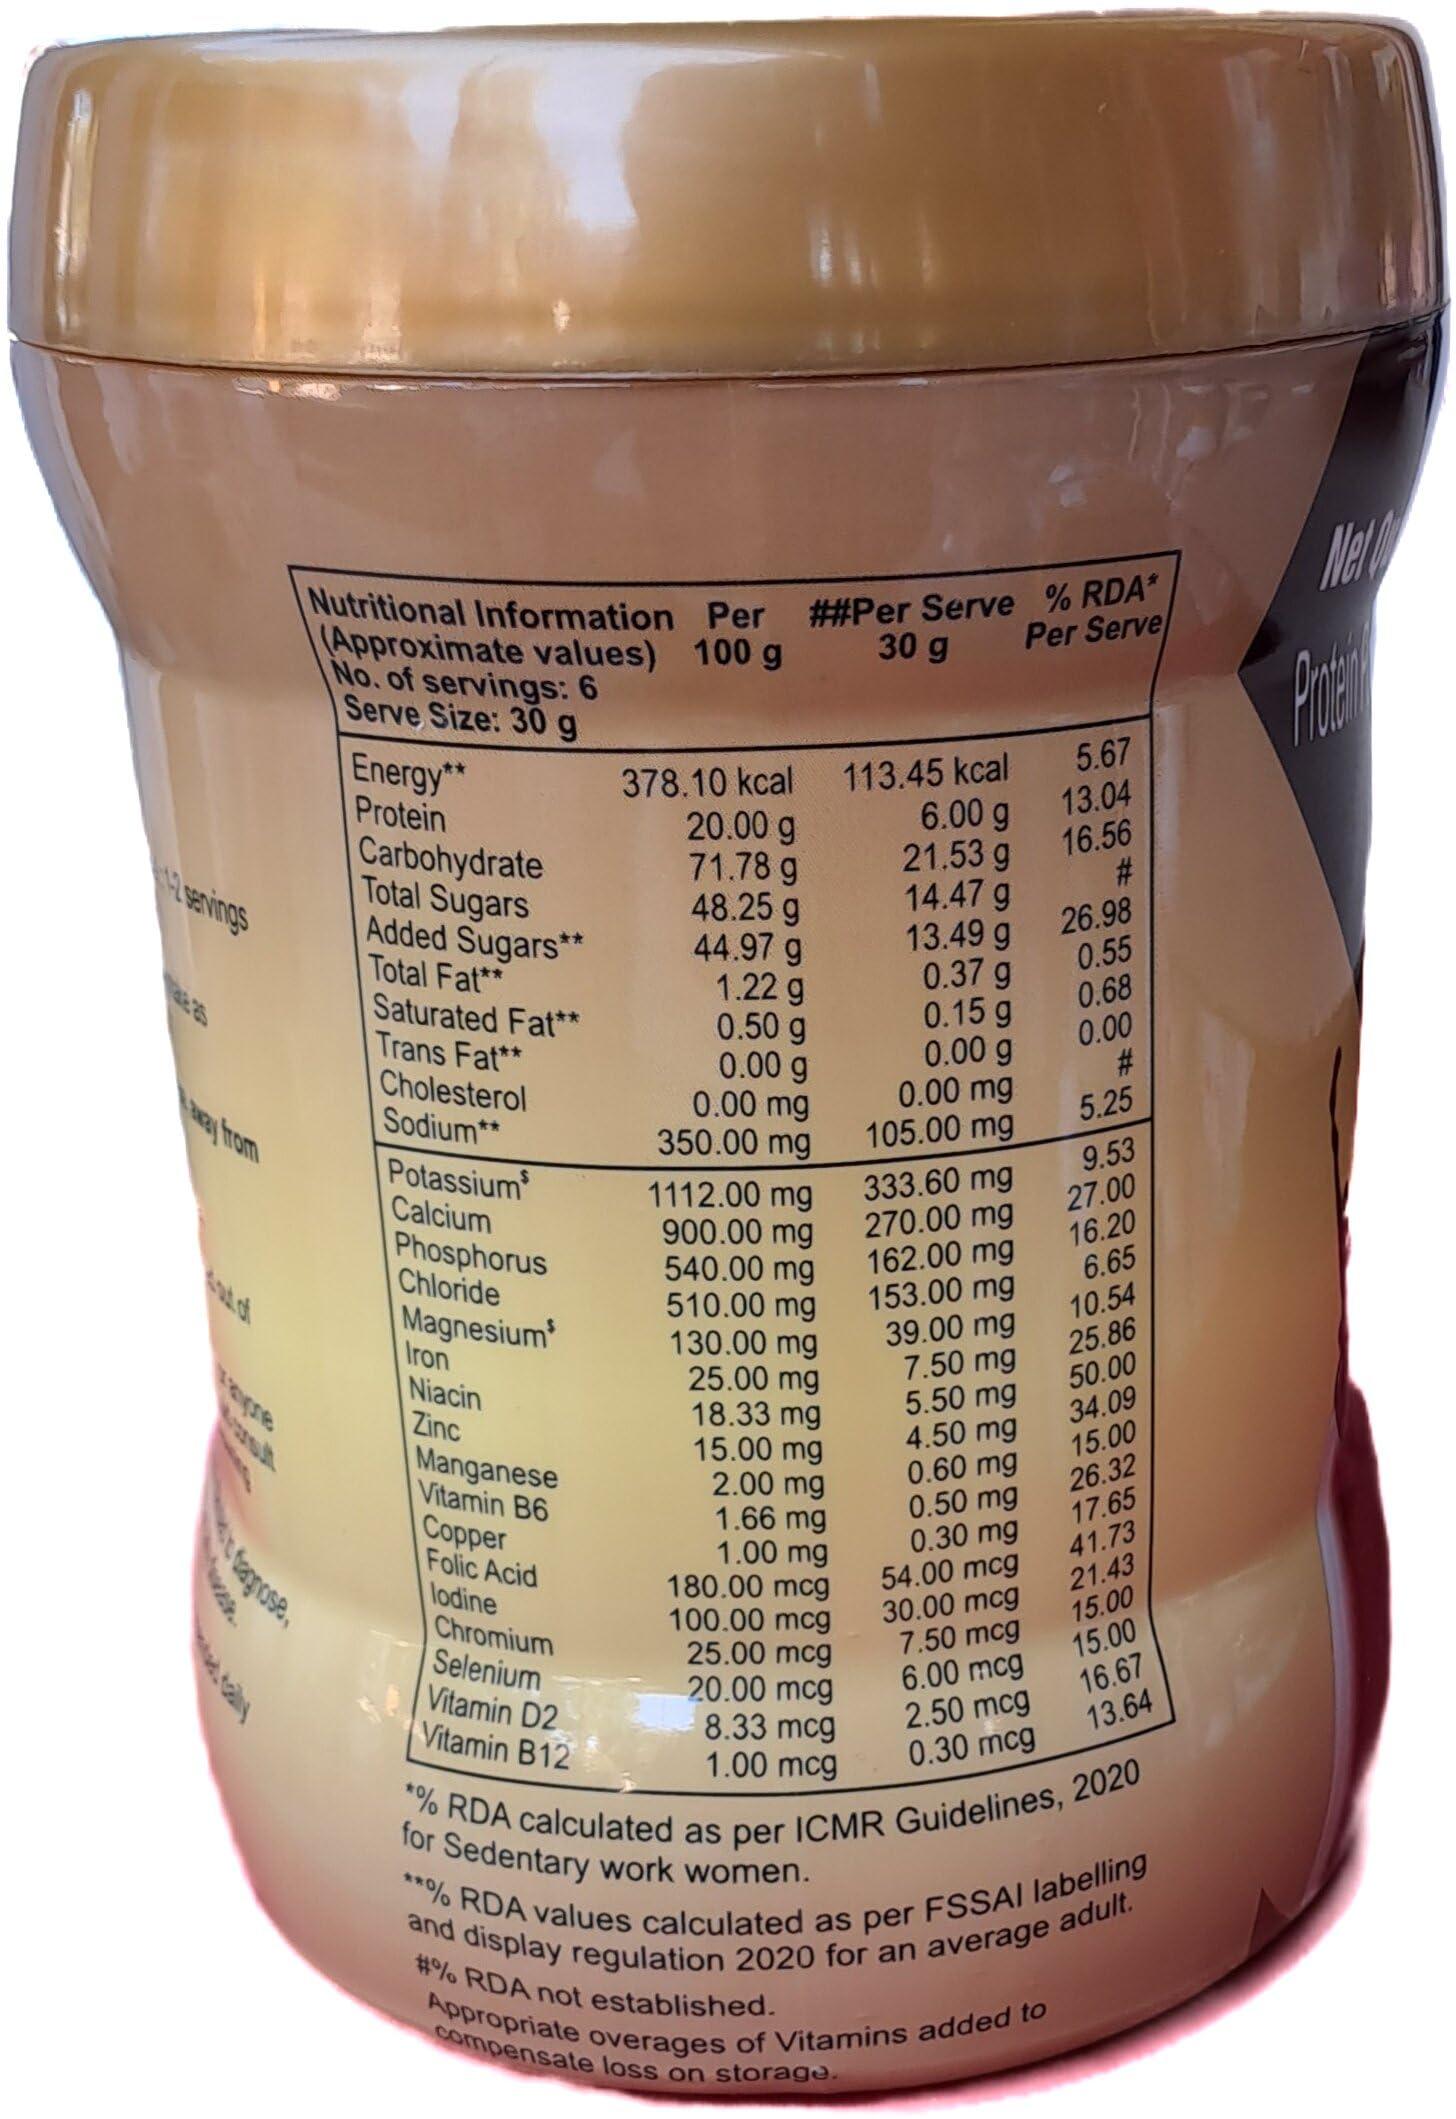 Nutritional Information Per ##Per Serve % RDA*
(Approximate values) 100 g 30 g Per Serve
No. of servings: 6
Serve Size: 30 g
Energy** 378.10 kcal 113.45 kcal 5.67
Protein 20.00 g 6.00 g 13.04
Carbohydrate 71.78 g 21.53 g 16.56
Total Sugars 48.25 g 14.47 g #
Added Sugars** 44.97 g 13.49 g 26.98
Total Fat** 1.22 g 0.37 g 0.55
Saturated Fat** 0.50 g 0.15 g 0.68
Trans Fat** 0.00 g 0.00 g 0.00
Cholesterol 0.00 mg 0.00 mg #
Sodium** 350.00 mg 105.00 mg 5.25
Potassium$ 1112.00 mg 333.60 mg 9.53
Calcium 900.00 mg 270.00 mg 27.00
Phosphorus 540.00 mg 162.00 mg 16.20
Chloride 510.00 mg 153.00 mg 6.65
Magnesium$ 130.00 mg 39.00 mg 10.54
Iron 25.00 mg 7.50 mg 25.86
Niacin 18.33 mg 5.50 mg 50.00
Zinc 15.00 mg 4.50 mg 34.09
Manganese 2.00 mg 0.60 mg 15.00
Vitamin B6 1.66 mg 0.50 mg 26.32
Copper 1.00 mg 0.30 mg 17.65
Folic Acid 180.00 mcg 54.00 mcg 41.73
Iodine 100.00 mcg 30.00 mcg 21.43
Chromium 25.00 mcg 7.50 mcg 15.00
Selenium 20.00 mcg 6.00 mcg 15.00
Vitamin D2 8.33 mcg 2.50 mcg 16.67
Vitamin B12 1.00 mcg 0.30 mcg 13.64
*% RDA calculated as per ICMR Guidelines, 2020
for Sedentary work women.
**% RDA values calculated as per FSSAI labelling
and display regulation 2020 for an average adult.
#% RDA not established.
Appropriate overages of Vitamins added to
compensate loss on storage.
1-2 servings
as
away from
out of
anyone
consult
diagnose,
daily
Net
Protein